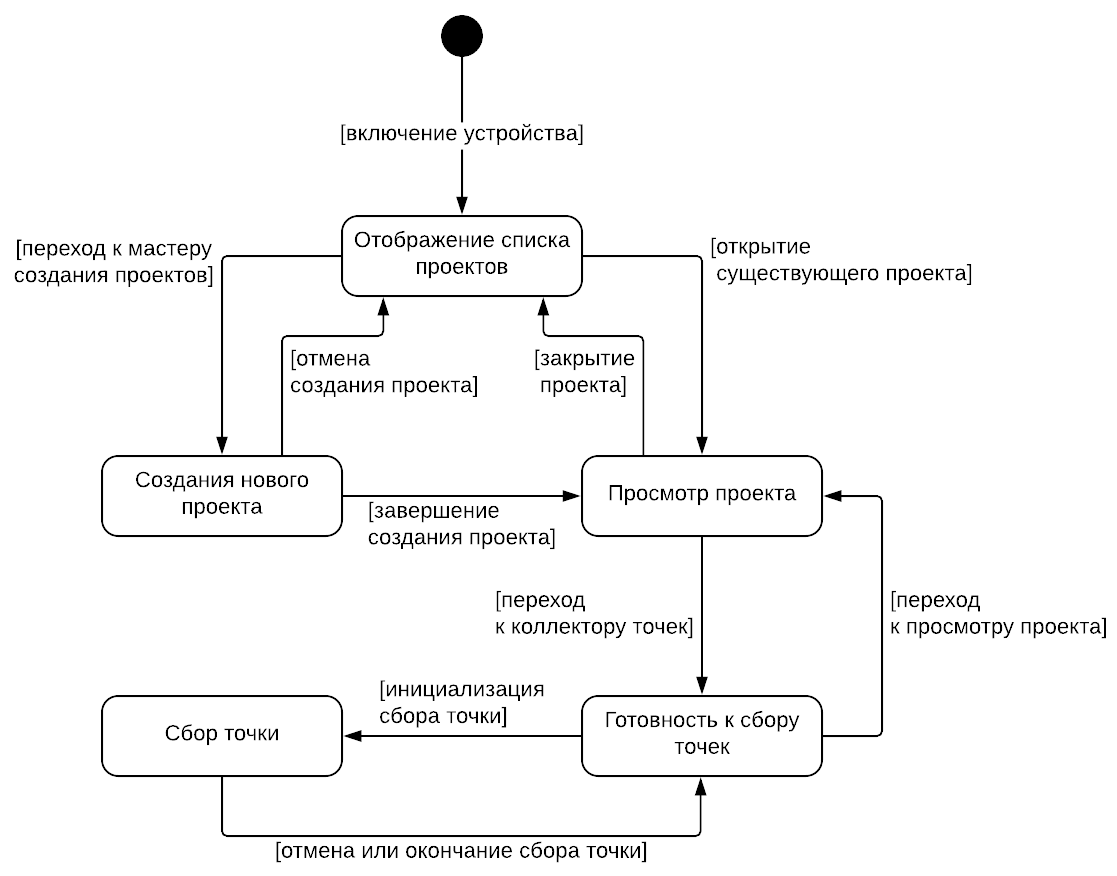 [включение устройства]
[переход к мастеру
создания проектов]
Отображение списка
проектов
[открытие
существующего проекта]
[отмена
создания проекта]
[закрытие
проекта]
Создания нового
проекта
[завершение
создания проекта]
Просмотр проекта
[переход
к коллектору точек]
[переход
к просмотру проекта]
[инициализация
сбора точки]
Сбор точки
Готовность к сбору
точек
[отмена или окончание сбора точки]